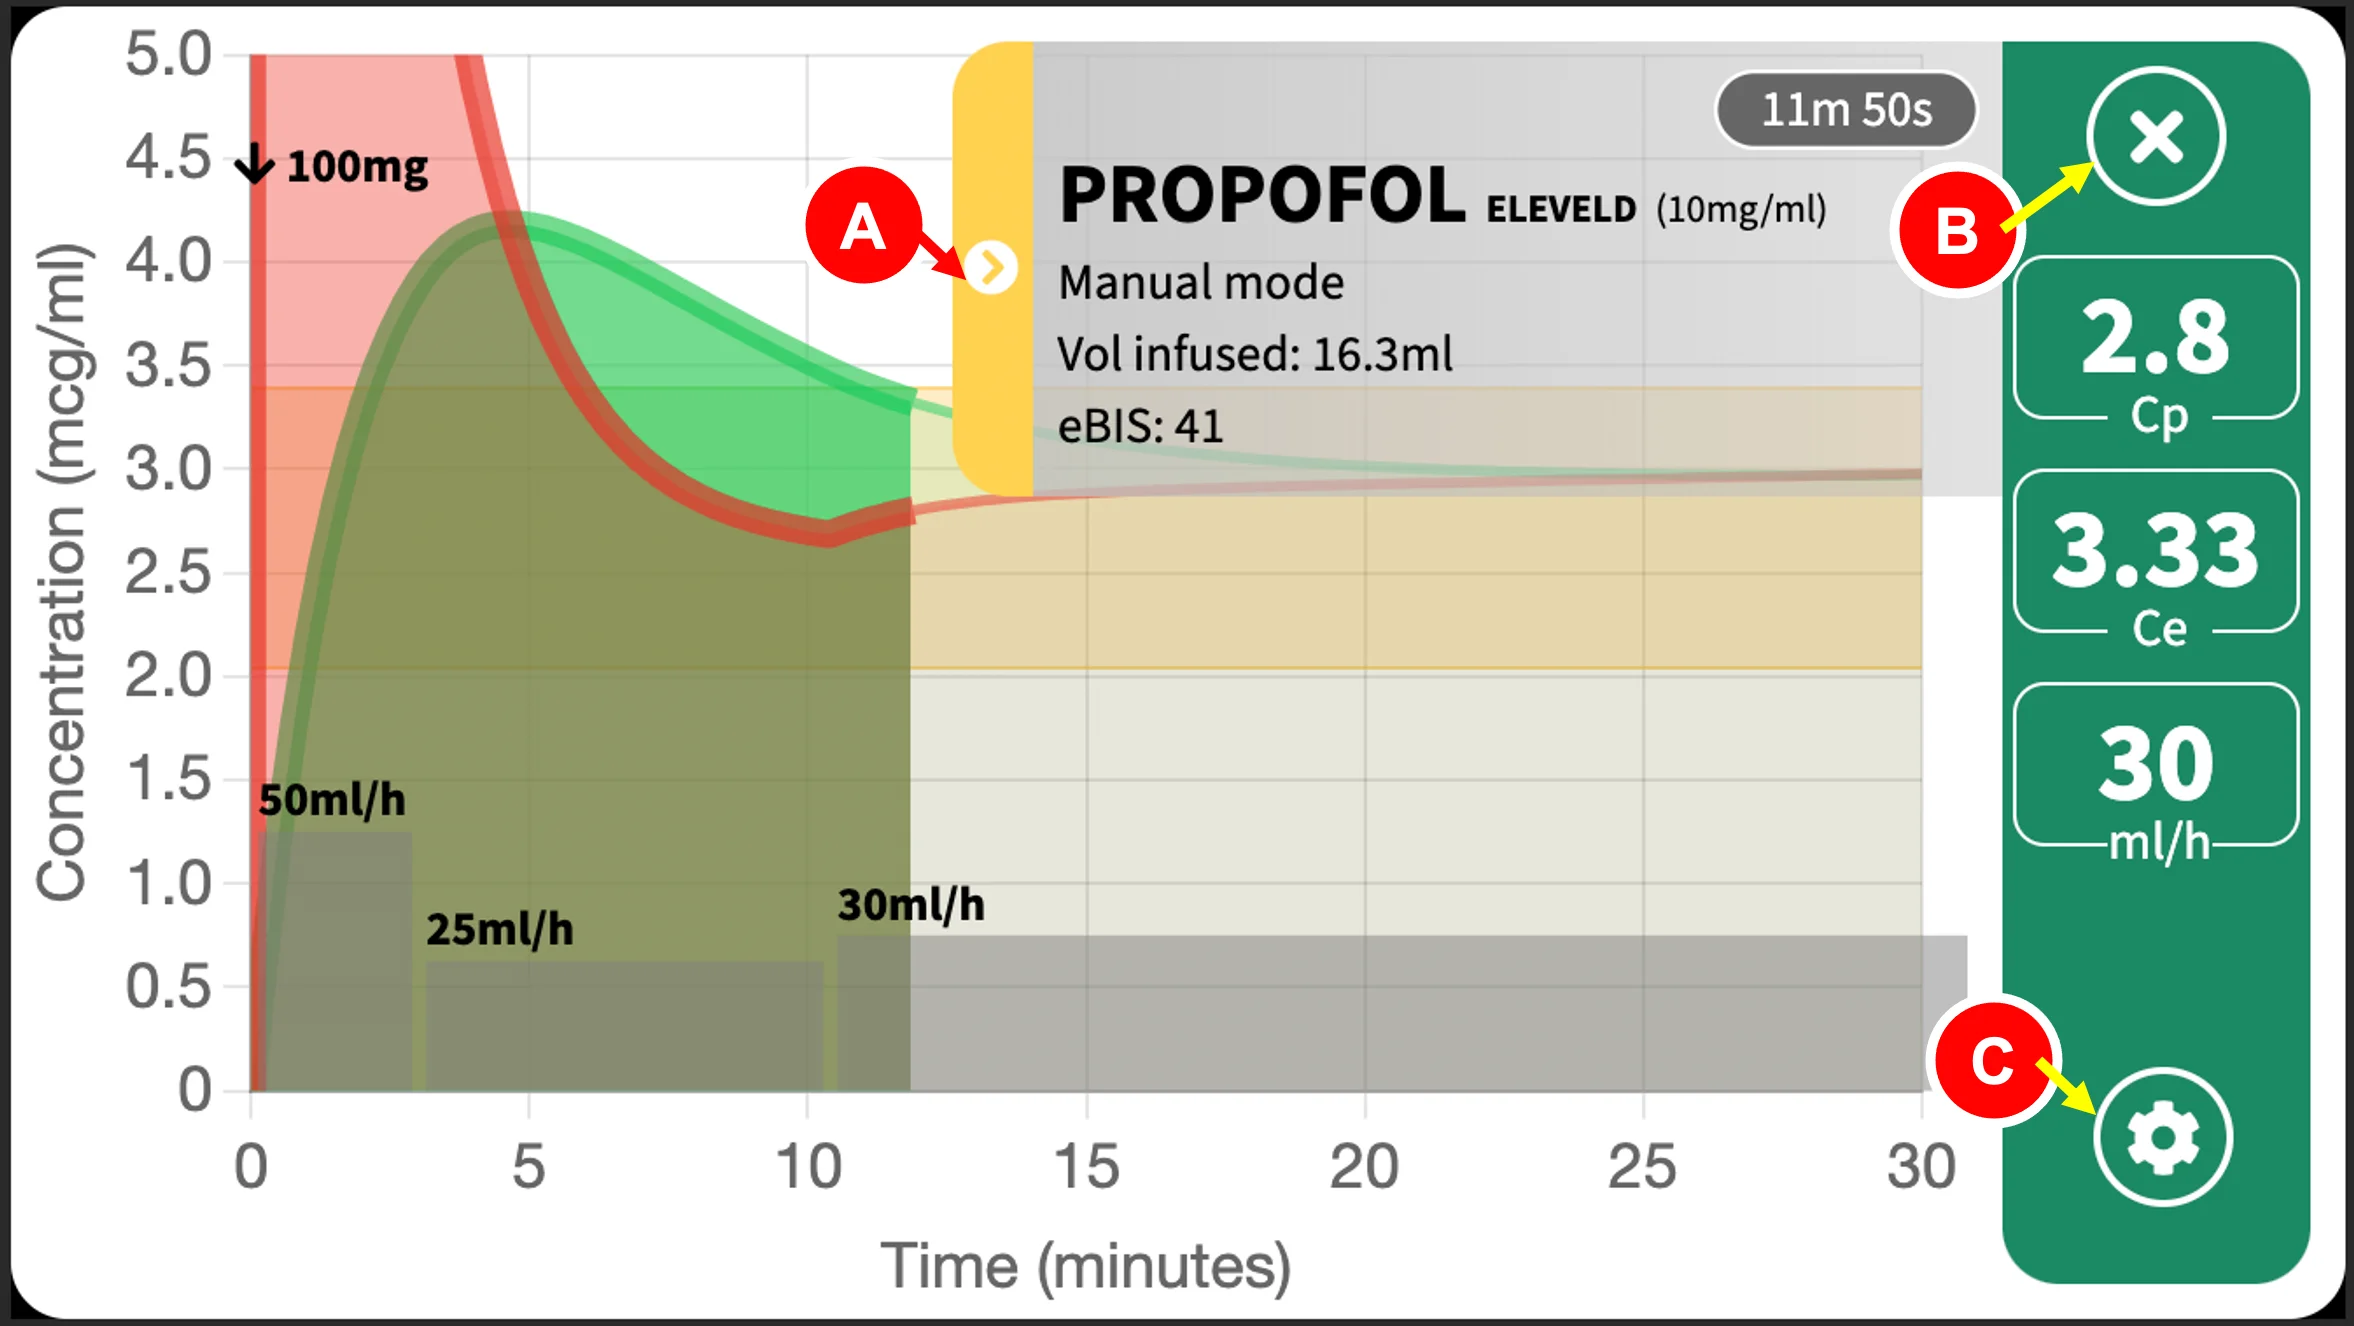 5.0
4.5
4.0
3.5
3.0
2.5
2.0
1.5
1.0
0.5
0
Concentration (mcg/ml)
100mg
50ml/h
25ml/h
30ml/h
0 5 10 15 20 25 30
Time (minutes)
A
11m 50s
PROPOFOL ELEVELD (10mg/ml)
Manual mode
Vol infused: 16.3ml
eBIS: 41
B
2.8
Cp
3.33
Ce
30
ml/h
C